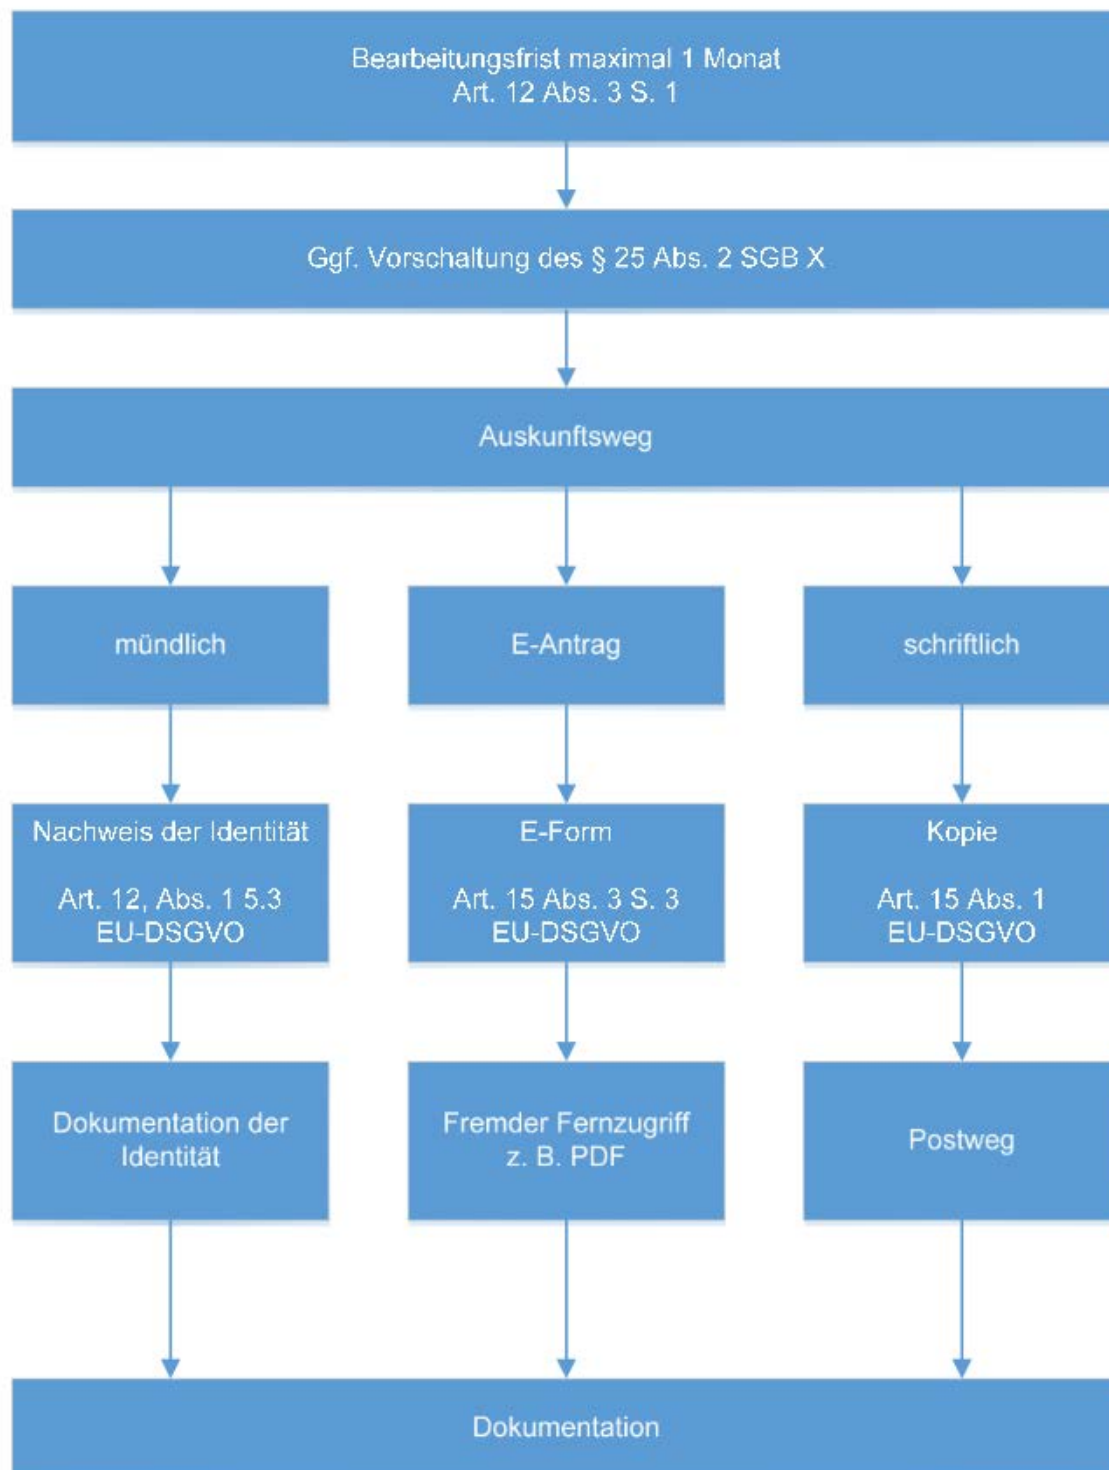 Bearbeitungsfrist maximal 1 Monat
Art. 12 Abs. 3 S. 1
Ggf. Vorschaltung des § 25 Abs. 2 SGB X
Auskunftsweg
mündlich
E-Antrag
schriftlich
Nachweis der Identität
Art. 12, Abs. 1 5.3
EU-DSGVO
E-Form
Art. 15 Abs. 3 S. 3
EU-DSGVO
Kopie
Art. 15 Abs. 1
EU-DSGVO
Dokumentation der
Identität
Fremder Fernzugriff
z. B. PDF
Postweg
Dokumentation